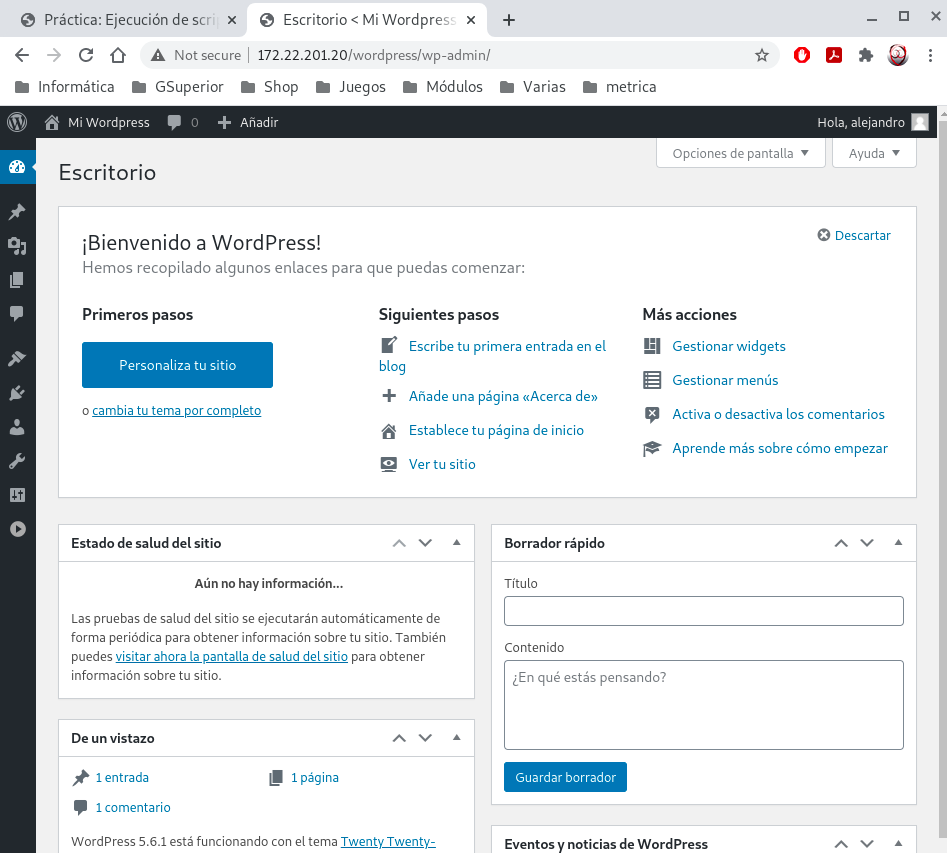 Práctica: Ejecución de scri
Escritorio < Mi Wordpress
Not secure | 172.22.201.20/wordpress/wp-admin/
Informática GSuperior Shop Juegos Módulos Varias metrica
Mi Wordpress 0 + Añadir Hola, alejandro
Opciones de pantalla Ayuda
Escritorio
¡Bienvenido a WordPress!
Descartar
Hemos recopilado algunos enlaces para que puedas comenzar:
Primeros pasos
Personaliza tu sitio
o cambia tu tema por completo
Siguientes pasos
Escribe tu primera entrada en el
blog
Añade una página «Acerca de»
Establece tu página de inicio
Ver tu sitio
Más acciones
Gestionar widgets
Gestionar menús
Activa o desactiva los comentarios
Aprende más sobre cómo empezar
Estado de salud del sitio
Aún no hay información...
Las pruebas de salud del sitio se ejecutarán automáticamente de
forma periódica para obtener información sobre tu sitio. También
puedes visitar ahora la pantalla de salud del sitio para obtener
información sobre tu sitio.
De un vistazo
1 entrada
1 página
1 comentario
WordPress 5.6.1 está funcionando con el tema Twenty Twenty-
Borrador rápido
Título
Contenido
¿En qué estás pensando?
Guardar borrador
Eventos y noticias de WordPress